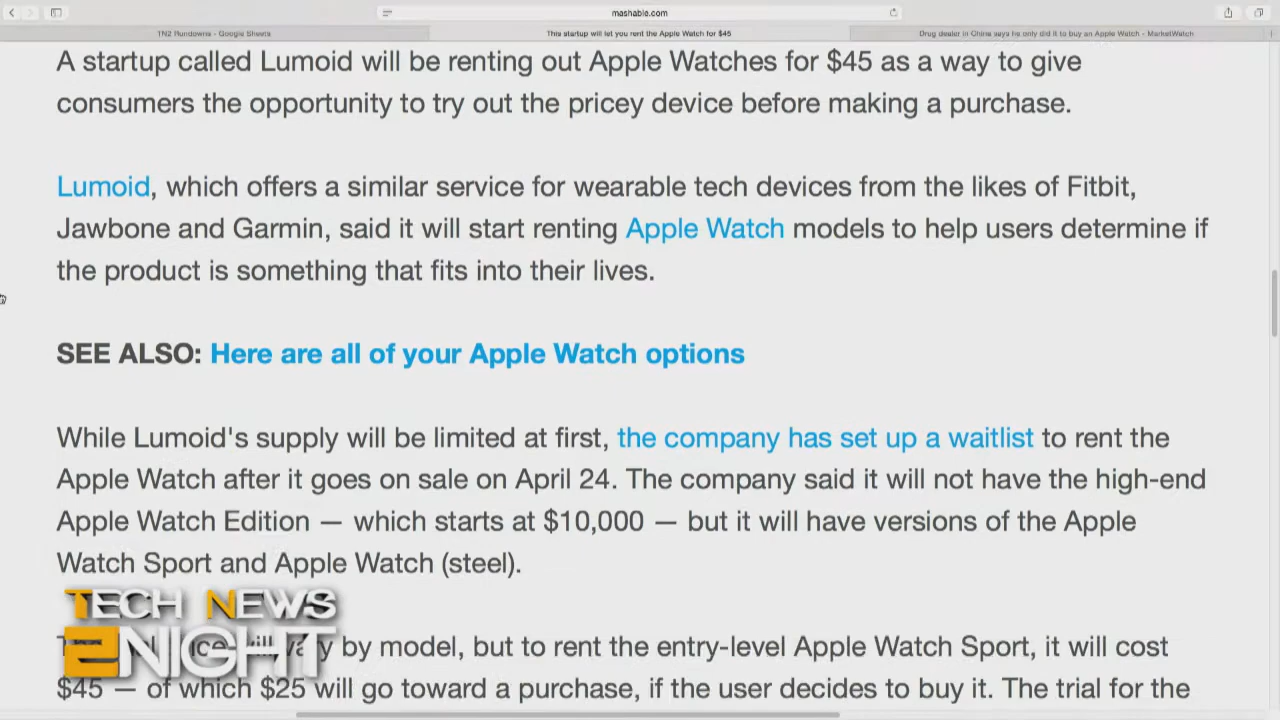 mashable.com
TN2 Rundowns - Google Sheets
This startup will let you rent the Apple Watch for $45
Drug dealer in China says he only did it to buy an Apple Watch - MarketWatch
A startup called Lumoid will be renting out Apple Watches for $45 as a way to give
consumers the opportunity to try out the pricey device before making a purchase.
Lumoid, which offers a similar service for wearable tech devices from the likes of Fitbit,
Jawbone and Garmin, said it will start renting Apple Watch models to help users determine if
the product is something that fits into their lives.
SEE ALSO: Here are all of your Apple Watch options
While Lumoid's supply will be limited at first, the company has set up a waitlist to rent the
Apple Watch after it goes on sale on April 24. The company said it will not have the high-end
Apple Watch Edition — which starts at $10,000 — but it will have versions of the Apple
Watch Sport and Apple Watch (steel).
TECH NEWS
2NIGHT
by model, but to rent the entry-level Apple Watch Sport, it will cost
$45 — of which $25 will go toward a purchase, if the user decides to buy it. The trial for the